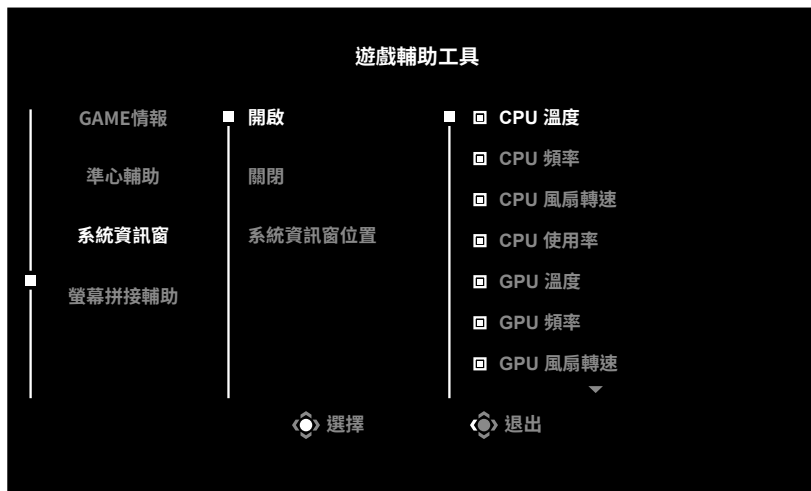 遊戲輔助工具
GAME情報
準心輔助
系統資訊窗
螢幕拼接輔助
開啟
關閉
系統資訊窗位置
CPU 溫度
CPU 頻率
CPU 風扇轉速
CPU 使用率
GPU 溫度
GPU 頻率
GPU 風扇轉速
選擇
退出